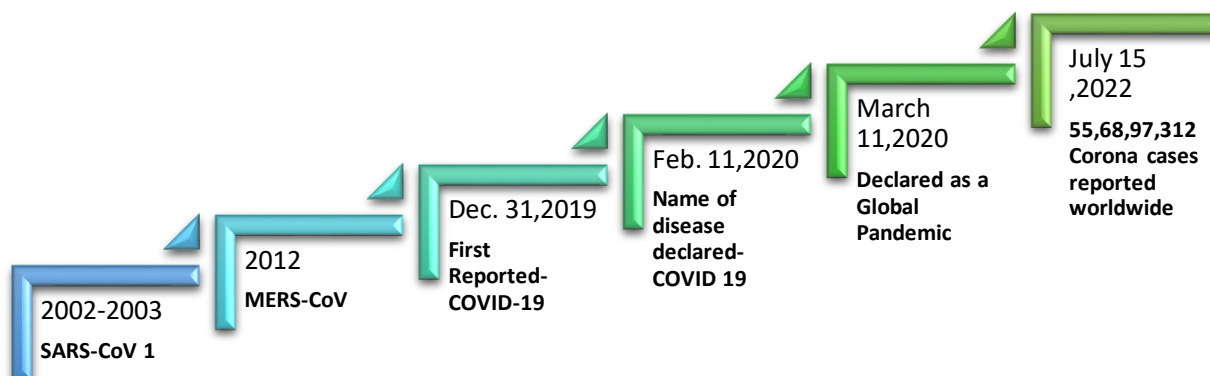 2002-2003
SARS-CoV 1
2012
MERS-CoV
Dec. 31,2019
First
Reported-
COVID-19
Feb. 11,2020
Name of
disease
declared-
COVID 19
March
11,2020
Declared as a
Global
Pandemic
July 15
,2022
55,68,97,312
Corona cases
reported
worldwide